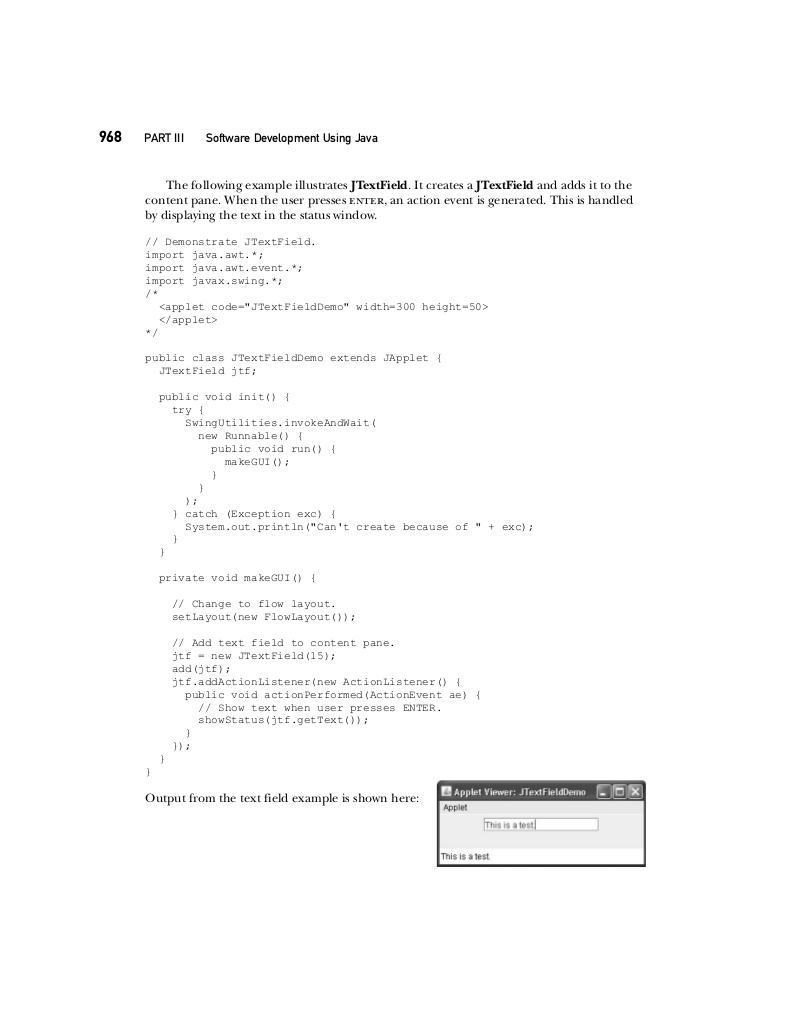 968 PART III Software Development Using Java
The following example illustrates JTextField. It creates a JTextField and adds it to the
content pane. When the user presses ENTER, an action event is generated. This is handled
by displaying the text in the status window.
// Demonstrate JTextField.
import java.awt.*;
import java.awt.event.*;
import javax.swing.*;
/*
  <applet code="JTextFieldDemo" width=300 height=50>
  </applet>
*/
public class JTextFieldDemo extends JApplet {
  JTextField jtf;
  public void init() {
    try {
      SwingUtilities.invokeAndWait(
        new Runnable() {
          public void run() {
            makeGUI();
          }
        }
      );
    } catch (Exception exc) {
      System.out.println("Can't create because of " + exc);
    }
  }
  private void makeGUI() {
    // Change to flow layout.
    setLayout(new FlowLayout());
    // Add text field to content pane.
    jtf = new JTextField(15);
    add(jtf);
    jtf.addActionListener(new ActionListener() {
      public void actionPerformed(ActionEvent ae) {
        // Show text when user presses ENTER.
        showStatus(jtf.getText());
      }
    });
  }
}
Output from the text field example is shown here:
Applet Viewer: JTextFieldDemo
Applet
This is a test.
This is a test.